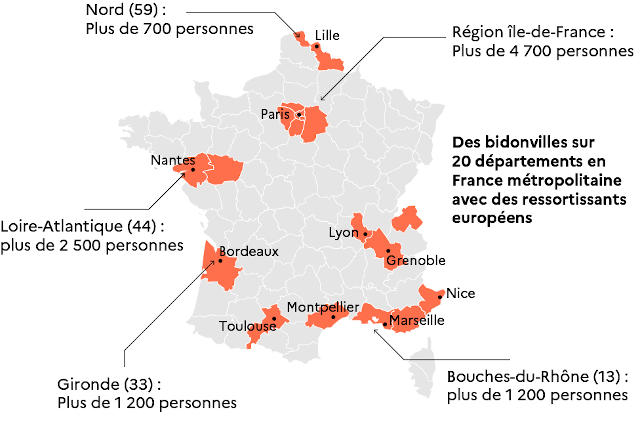 Nord (59) :
Plus de 700 personnes
Lille
Région île-de-France :
Plus de 4 700 personnes
Paris
Des bidonvilles sur
20 départements en
France métropolitaine
avec des ressortissants
européens
Nantes
Loire-Atlantique (44) :
plus de 2 500 personnes
Lyon
Grenoble
Bordeaux
Nice
Montpellier
Toulouse
Marseille
Gironde (33) :
Plus de 1 200 personnes
Bouches-du-Rhône (13) :
plus de 1 200 personnes